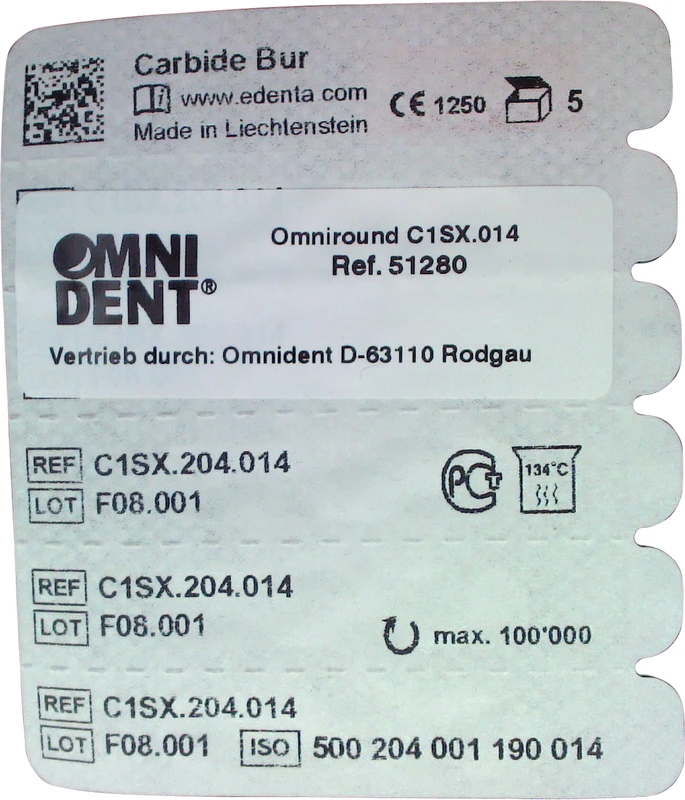 Carbide Bur
i www.edenta.com
CE 1250 5
Made in Liechtenstein
OMNI
DENT®
Omniround C1SX.014
Ref. 51280
Vertrieb durch: Omnident D-63110 Rodgau
REF C1SX.204.014
LOT F08.001
PCT 134°C
REF C1SX.204.014
LOT F08.001
max. 100'000
REF C1SX.204.014
LOT F08.001 ISO 500 204 001 190 014